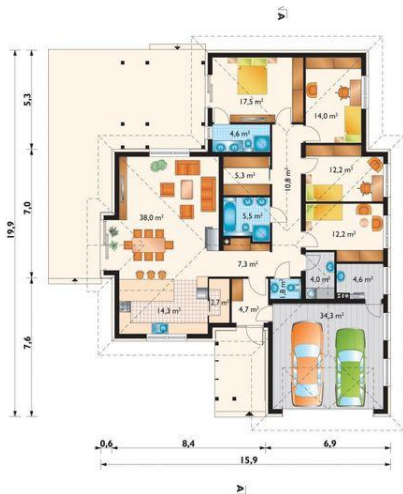 A
5,3
7,0
7,6
19,9
17,5 m²
14,0 m²
4,6 m²
10,8 m²
5,3 m²
12,2 m²
38,0 m²
5,5 m²
12,2 m²
7,3 m²
1,8 m²
4,0 m²
4,6 m²
2,7 m²
14,3 m²
4,7 m²
34,3 m²
0,6
8,4
6,9
15,9
A